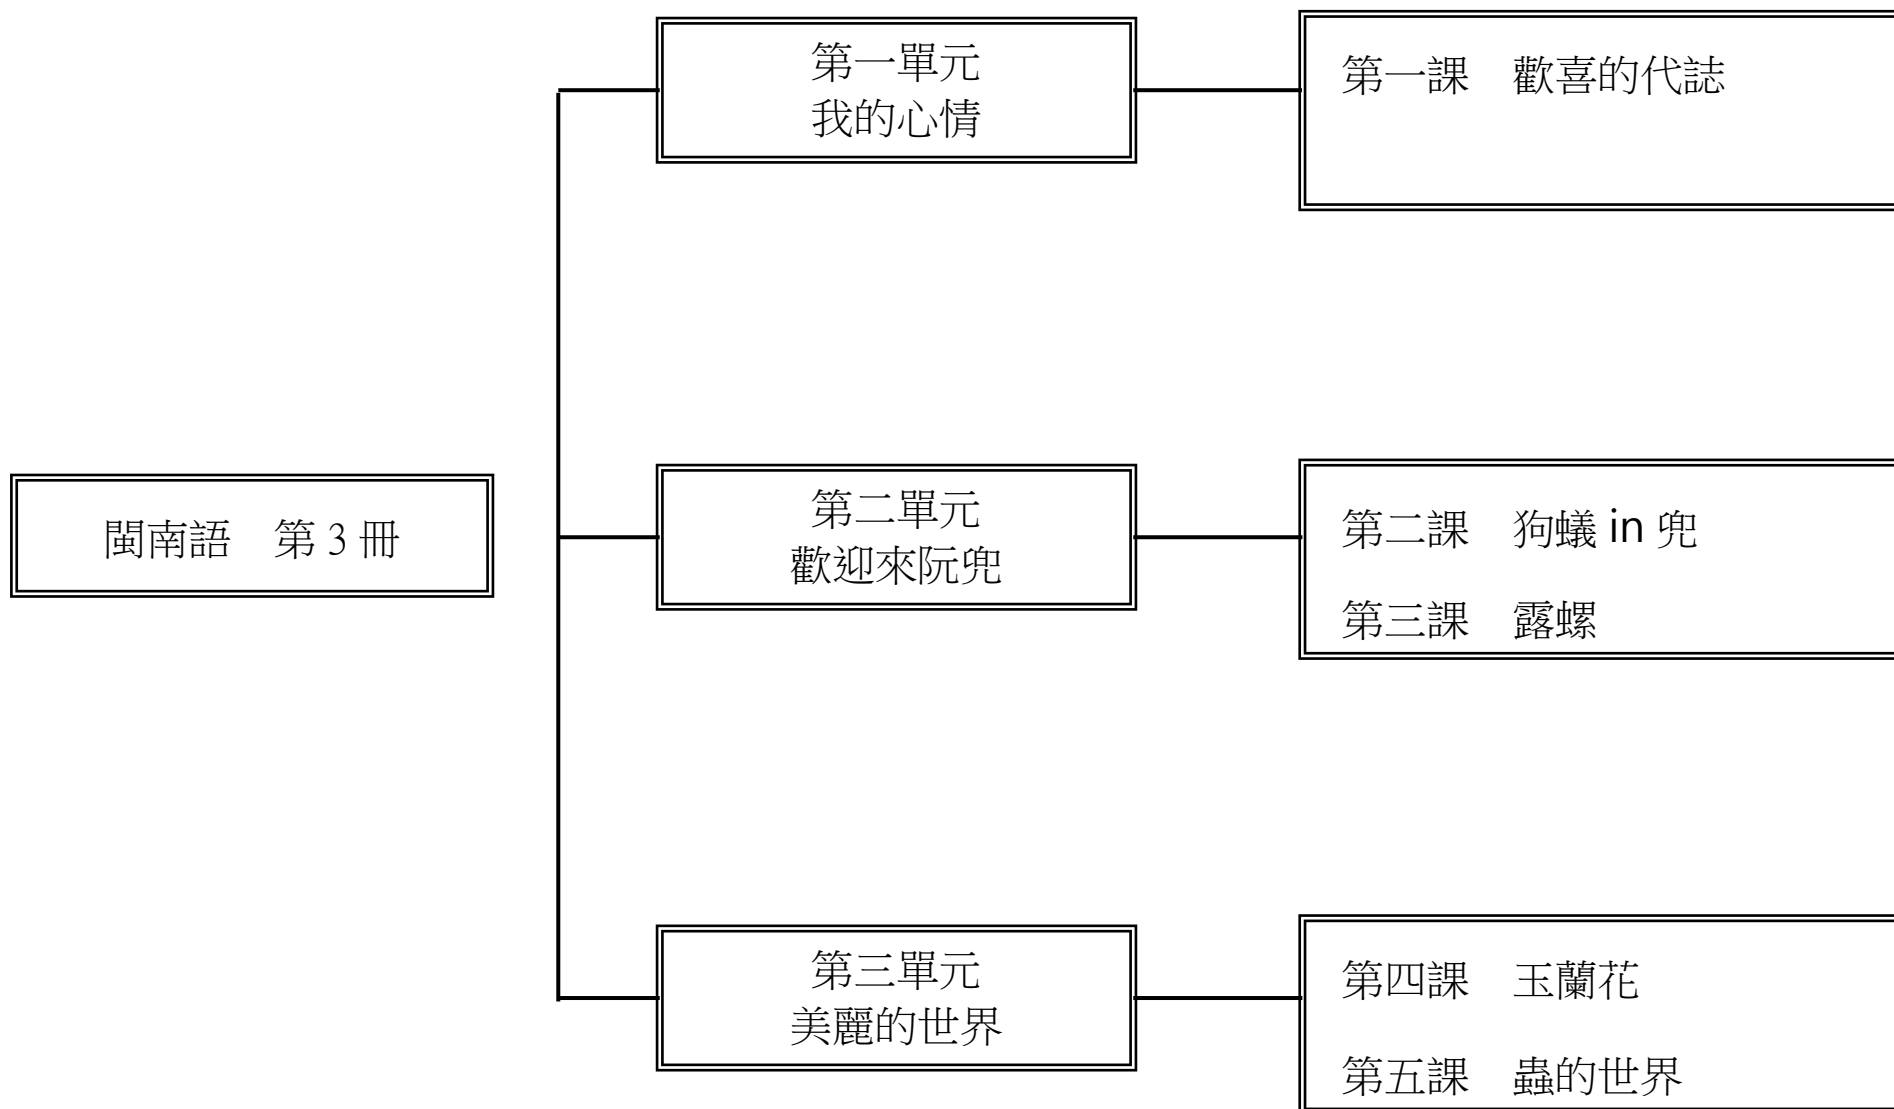 閩南語　第 3 冊
第一單元
我的心情
第一課　歡喜的代誌
第二單元
歡迎來阮兜
第二課　狗蟻 in 兜
第三課　露螺
第三單元
美麗的世界
第四課　玉蘭花
第五課　蟲的世界